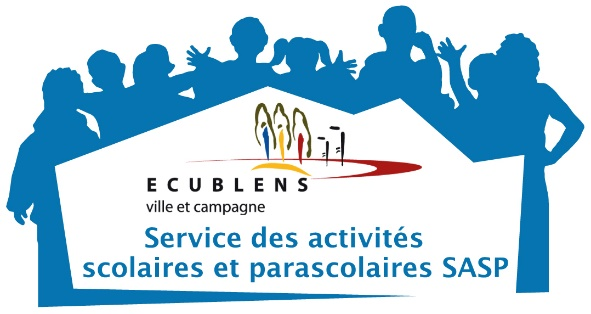 ECUBLENS
ville et campagne
Service des activités
scolaires et parascolaires SASP